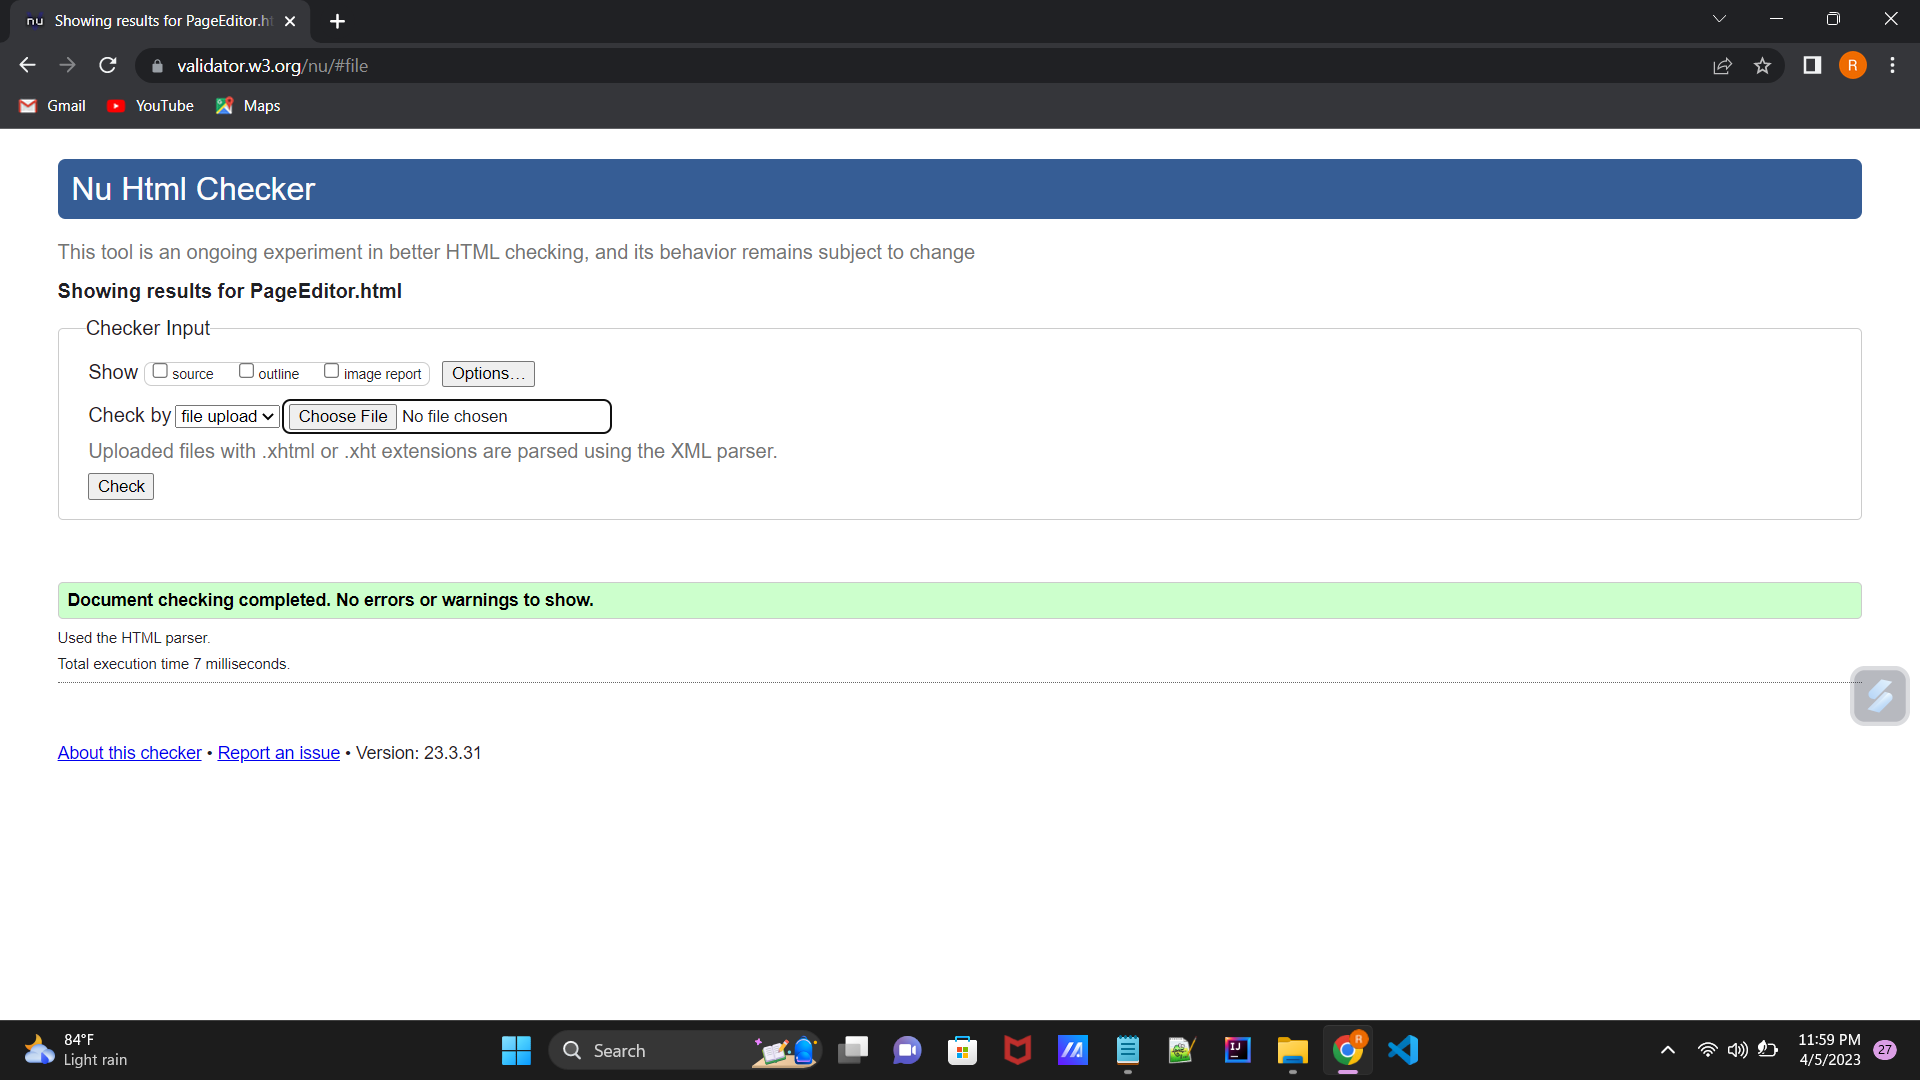 nu Showing results for PageEditor.ht
validator.w3.org/nu/#file
R
Gmail YouTube Maps
Nu Html Checker
This tool is an ongoing experiment in better HTML checking, and its behavior remains subject to change
Showing results for PageEditor.html
Checker Input
Show source outline image report Options…
Check by file upload Choose File No file chosen
Uploaded files with .xhtml or .xht extensions are parsed using the XML parser.
Check
Document checking completed. No errors or warnings to show.
Used the HTML parser.
Total execution time 7 milliseconds.
About this checker • Report an issue • Version: 23.3.31
84°F
Light rain
Search
IJ
R
11:59 PM
4/5/2023
27